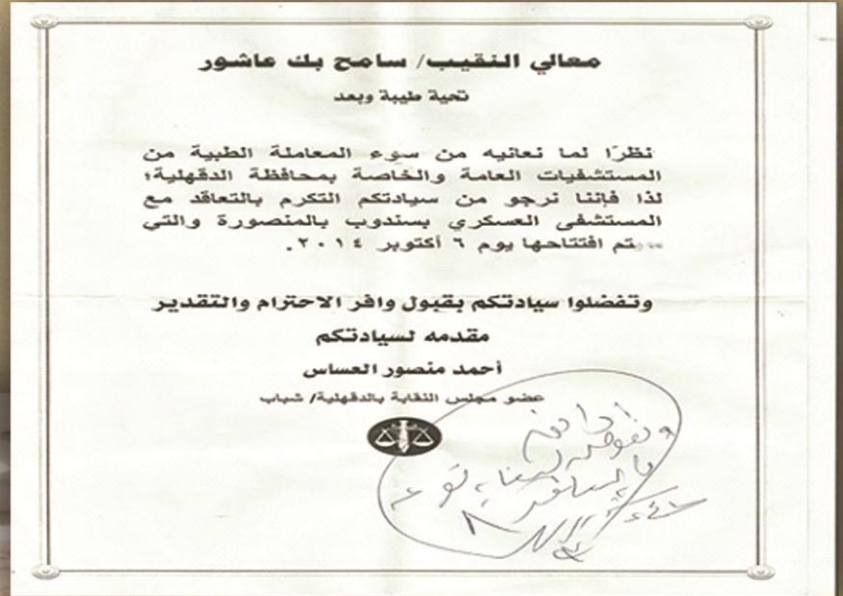 معالي النقيب/ سامح بك عاشور
تحية طيبة وبعد
نظرًا لما نعانيه من سوء المعاملة الطبية من
المستشفيات العامة والخاصة بمحافظة الدقهلية؛
لذا فإننا نرجو من سيادتكم التكرم بالتعاقد مع
المستشفى العسكري بسندوب بالمنصورة والتي
يتم افتتاحها يوم ٦ أكتوبر ٢٠١٤.
وتفضلوا سيادتكم بقبول وافر الاحترام والتقدير
مقدمه لسيادتكم
أحمد منصور العساس
عضو مجلس النقابة بالدقهلية/ شباب